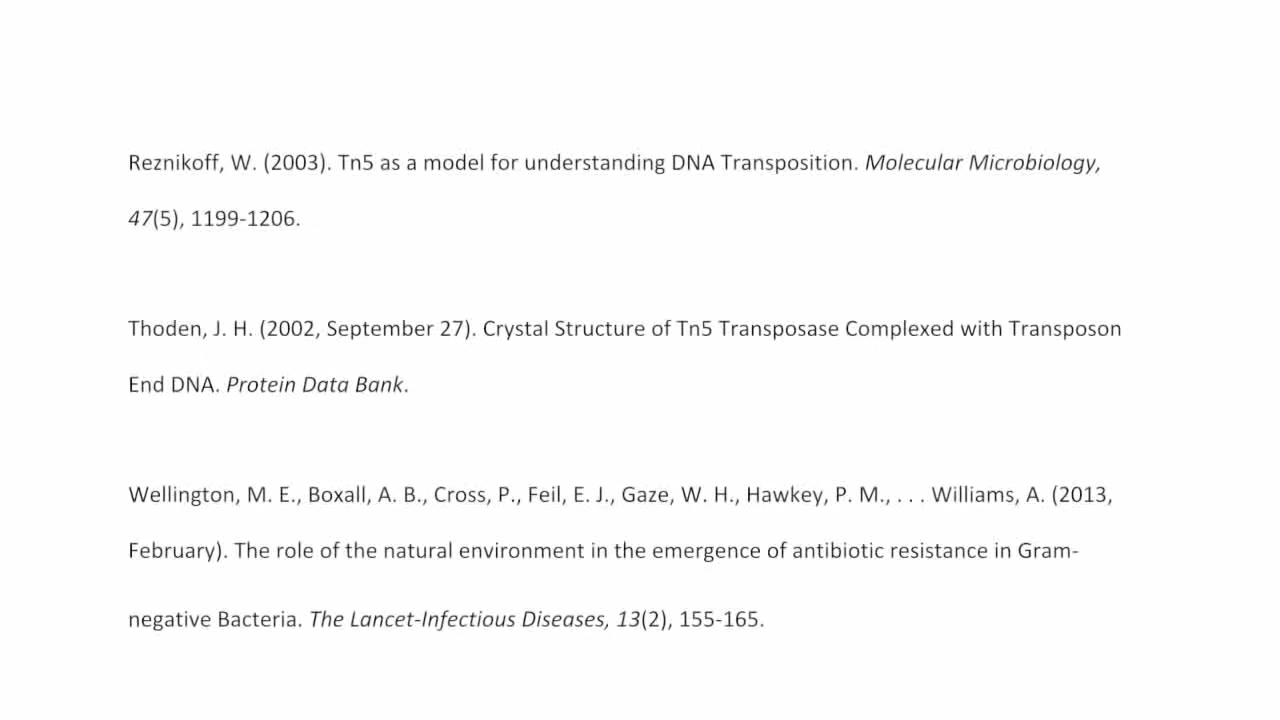 Reznikoff, W. (2003). Tn5 as a model for understanding DNA Transposition. Molecular Microbiology,
47(5), 1199-1206.
Thoden, J. H. (2002, September 27). Crystal Structure of Tn5 Transposase Complexed with Transposon
End DNA. Protein Data Bank.
Wellington, M. E., Boxall, A. B., Cross, P., Feil, E. J., Gaze, W. H., Hawkey, P. M., . . . Williams, A. (2013,
February). The role of the natural environment in the emergence of antibiotic resistance in Gram-
negative Bacteria. The Lancet-Infectious Diseases, 13(2), 155-165.